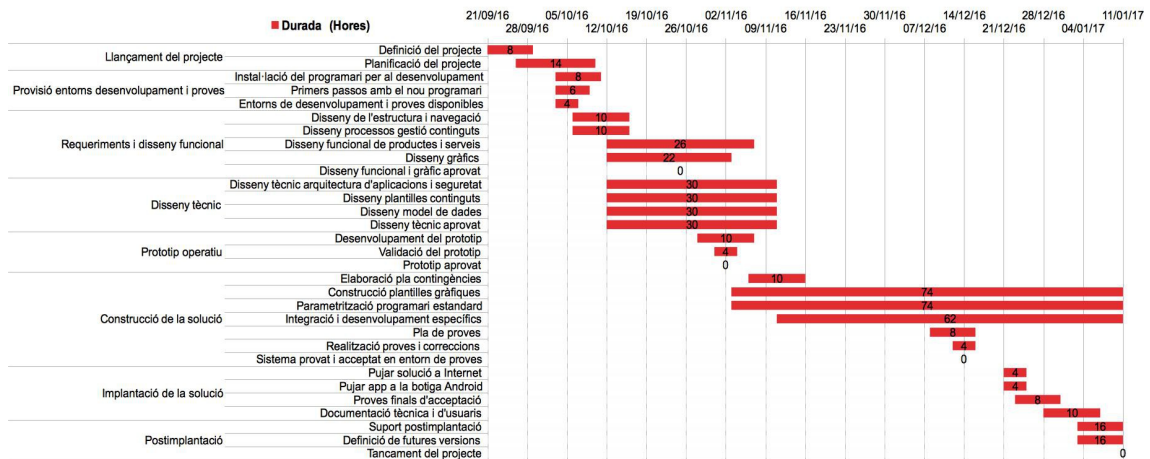 Durada (Hores)
21/09/16 05/10/16 19/10/16 02/11/16 16/11/16 30/11/16 14/12/16 28/12/16 11/01/17
28/09/16 12/10/16 26/10/16 09/11/16 23/11/16 07/12/16 21/12/16 04/01/17
Llançament del projecte
Definició del projecte 8
Planificació del projecte 14
Provisió entorns desenvolupament i proves
Instal·lació del programari per al desenvolupament 8
Primers passos amb el nou programari 6
Entorns de desenvolupament i proves disponibles 4
Requeriments i disseny funcional
Disseny de l'estructura i navegació 10
Disseny processos gestió continguts 10
Disseny funcional de productes i serveis 26
Disseny gràfics 22
Disseny funcional i gràfic aprovat 0
Disseny tècnic
Disseny tècnic arquitectura d'aplicacions i seguretat 30
Disseny plantilles continguts 30
Disseny model de dades 30
Disseny tècnic aprovat 30
Prototip operatiu
Desenvolupament del prototip 10
Validació del prototip 4
Prototip aprovat 0
Construcció de la solució
Elaboració pla contingències 10
Construcció plantilles gràfiques 74
Parametrització programari estandard 74
Integració i desenvolupament específics 62
Pla de proves 8
Realització proves i correccions 4
Sistema provat i acceptat en entorn de proves 0
Implantació de la solució
Pujar solució a Internet 4
Pujar app a la botiga Android 4
Proves finals d'acceptació 8
Documentació tècnica i d'usuaris 10
Postimplantació
Suport postimplantació 16
Definició de futures versions 16
Tancament del projecte 0